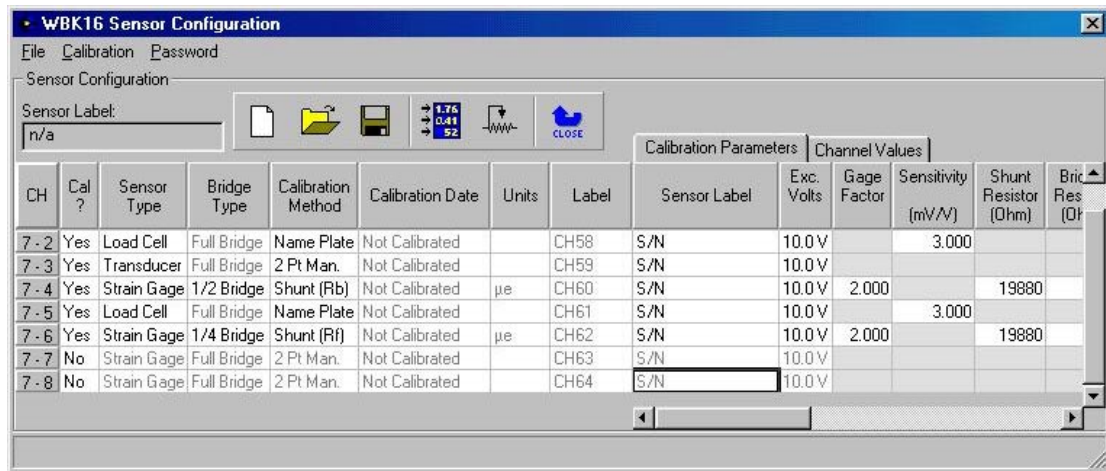 WBK16 Sensor Configuration
File Calibration Password
Sensor Configuration
Sensor Label:
n/a
1.76
0.41
52
CLOSE
Calibration Parameters Channel Values
CH Cal ? Sensor Type Bridge Type Calibration Method Calibration Date Units Label Sensor Label Exc. Volts Gage Factor Sensitivity (mV/V) Shunt Resistor (Ohm) Bric Res (Oh
7 - 2 Yes Load Cell Full Bridge Name Plate Not Calibrated CH58 S/N 10.0 V 3.000
7 - 3 Yes Transducer Full Bridge 2 Pt Man. Not Calibrated CH59 S/N 10.0 V
7 - 4 Yes Strain Gage 1/2 Bridge Shunt (Rb) Not Calibrated µe CH60 S/N 10.0 V 2.000 19880
7 - 5 Yes Load Cell Full Bridge Name Plate Not Calibrated CH61 S/N 10.0 V 3.000
7 - 6 Yes Strain Gage 1/4 Bridge Shunt (Rf) Not Calibrated µe CH62 S/N 10.0 V 2.000 19880
7 - 7 No Strain Gage Full Bridge 2 Pt Man. Not Calibrated CH63 S/N 10.0 V
7 - 8 No Strain Gage Full Bridge 2 Pt Man. Not Calibrated CH64 S/N 10.0 V